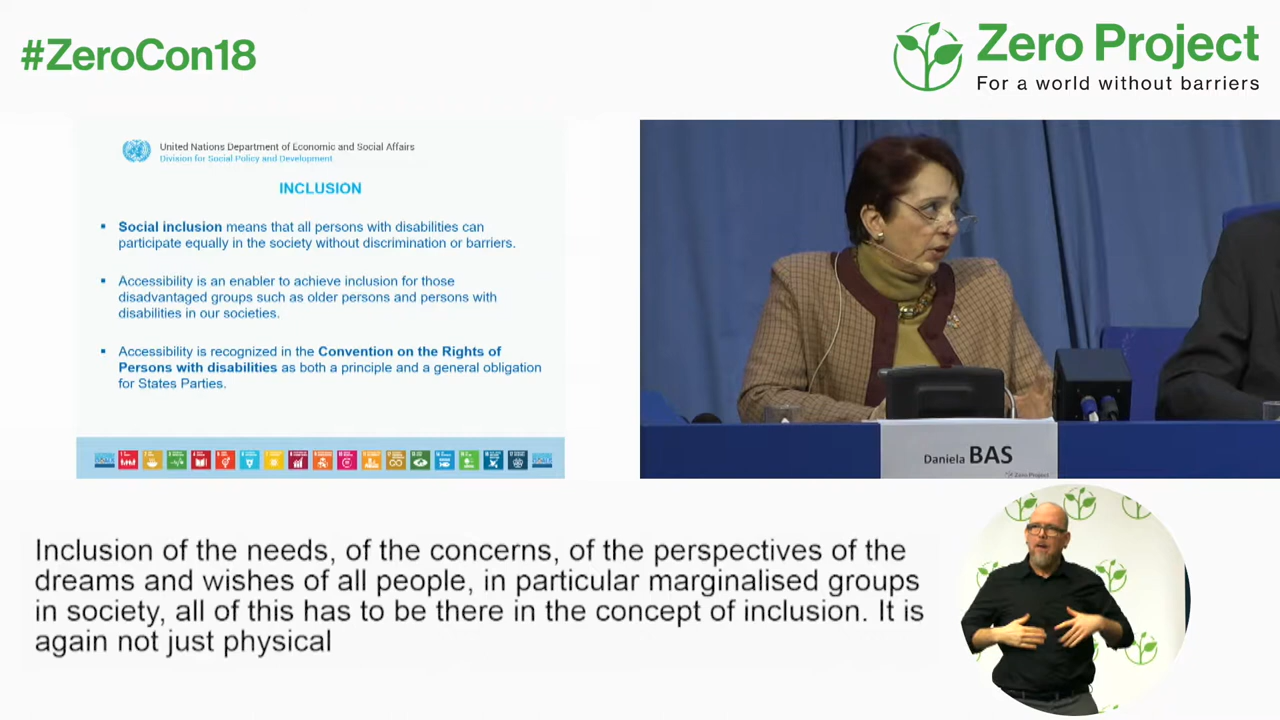 #ZeroCon18
Zero Project
For a world without barriers
United Nations Department of Economic and Social Affairs
Division for Social Policy and Development
INCLUSION
▪ Social inclusion means that all persons with disabilities can
participate equally in the society without discrimination or barriers.
▪ Accessibility is an enabler to achieve inclusion for those
disadvantaged groups such as older persons and persons with
disabilities in our societies.
▪ Accessibility is recognized in the Convention on the Rights of
Persons with disabilities as both a principle and a general obligation
for States Parties.
Daniela BAS
Zero Project
Inclusion of the needs, of the concerns, of the perspectives of the
dreams and wishes of all people, in particular marginalised groups
in society, all of this has to be there in the concept of inclusion. It is
again not just physical